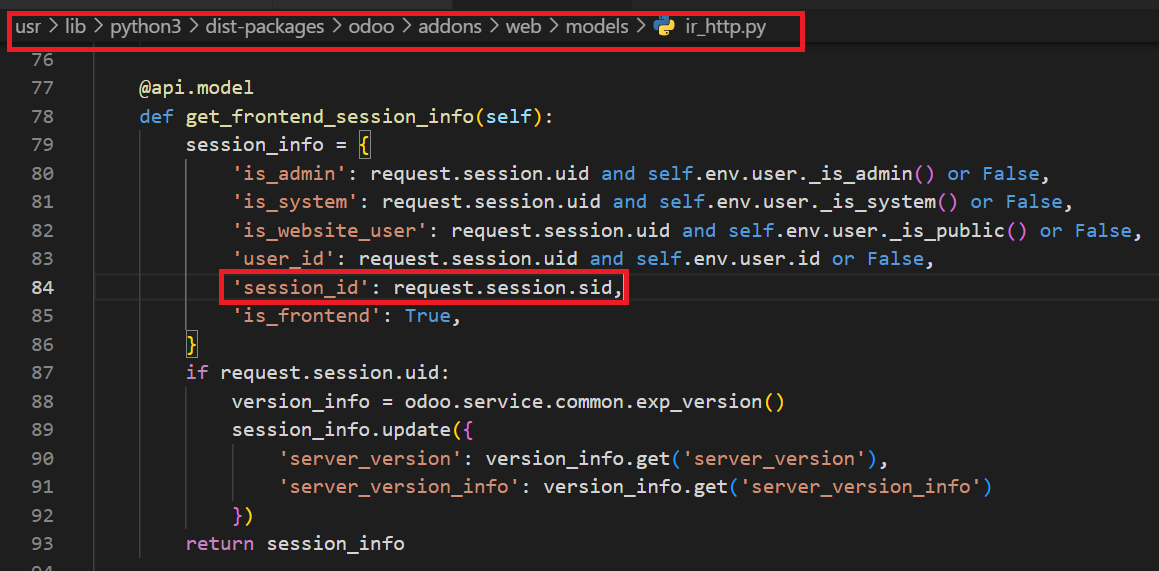 usr > lib > python3 > dist-packages > odoo > addons > web > models > ir_http.py
76
77 @api.model
78 def get_frontend_session_info(self):
79 session_info = {
80 'is_admin': request.session.uid and self.env.user._is_admin() or False,
81 'is_system': request.session.uid and self.env.user._is_system() or False,
82 'is_website_user': request.session.uid and self.env.user._is_public() or False,
83 'user_id': request.session.uid and self.env.user.id or False,
84 'session_id': request.session.sid,
85 'is_frontend': True,
86 }
87 if request.session.uid:
88 version_info = odoo.service.common.exp_version()
89 session_info.update({
90 'server_version': version_info.get('server_version'),
91 'server_version_info': version_info.get('server_version_info')
92 })
93 return session_info